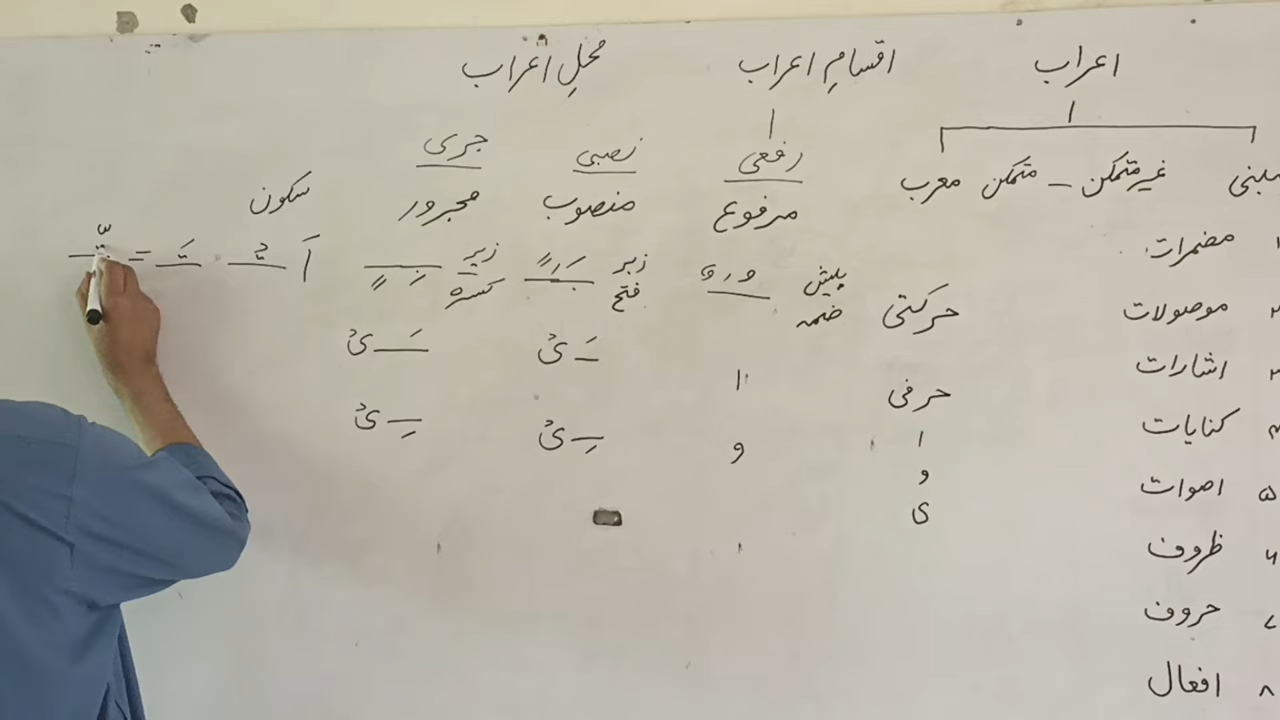 اعراب
مبنی غیر متمکن – متمکن معرب
مضمرات
۲ موصولات
۳ اشارات
۴ کنایات
۵ اصوات
۶ ظروف
۷ حروف
۸ افعال
اقسامِ اعراب
رفعی نصبی جری
مرفوع منصوب مجرور
سکون
حرکتی پیش ضمہ
زبر فتح
زیر کسرہ
حرفی
ا
و
ی
ا
و
محلِ اعراب